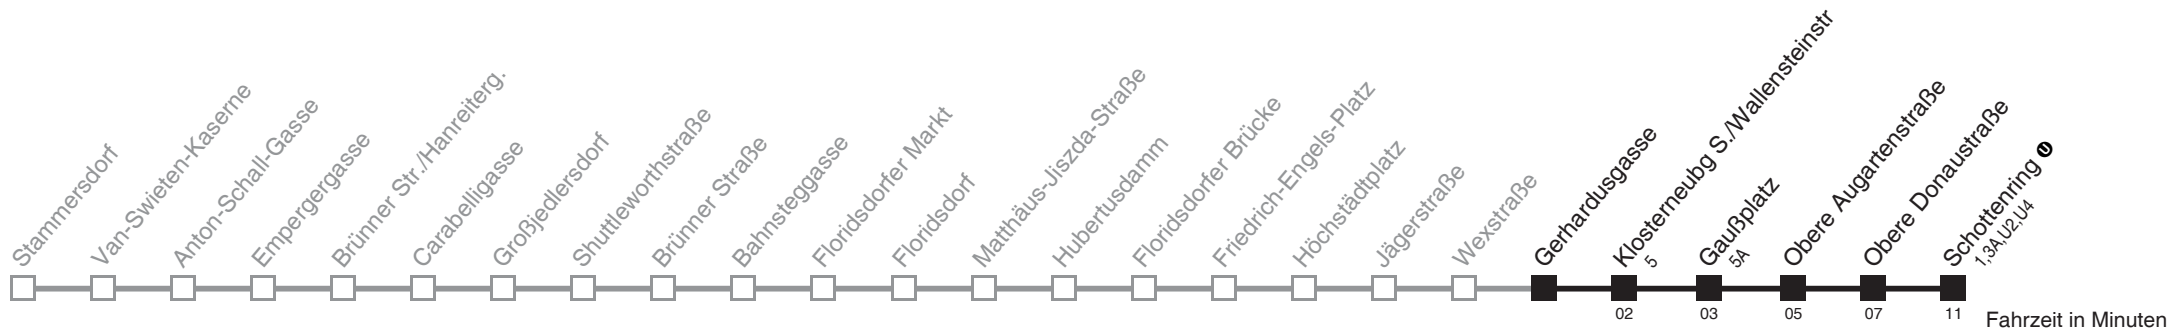 Stammersdorf
Van-Swieten-Kaserne
Anton-Schall-Gasse
Empergergasse
Brünner Str./Hanreiterg.
Carabelligasse
Großjedlersdorf
Shuttleworthstraße
Brünner Straße
Bahnsteggasse
Floridsdorfer Markt
Floridsdorf
Matthäus-Jiszda-Straße
Hubertusdamm
Floridsdorfer Brücke
Friedrich-Engels-Platz
Höchstädtplatz
Jägerstraße
Wexstraße
Gerhardusgasse
Klosterneubg S./Wallensteinstr
5
Gaußplatz
5A
Obere Augartenstraße
Obere Donaustraße
Schottenring U
1,3A,U2,U4
02 03 05 07 11 Fahrzeit in Minuten